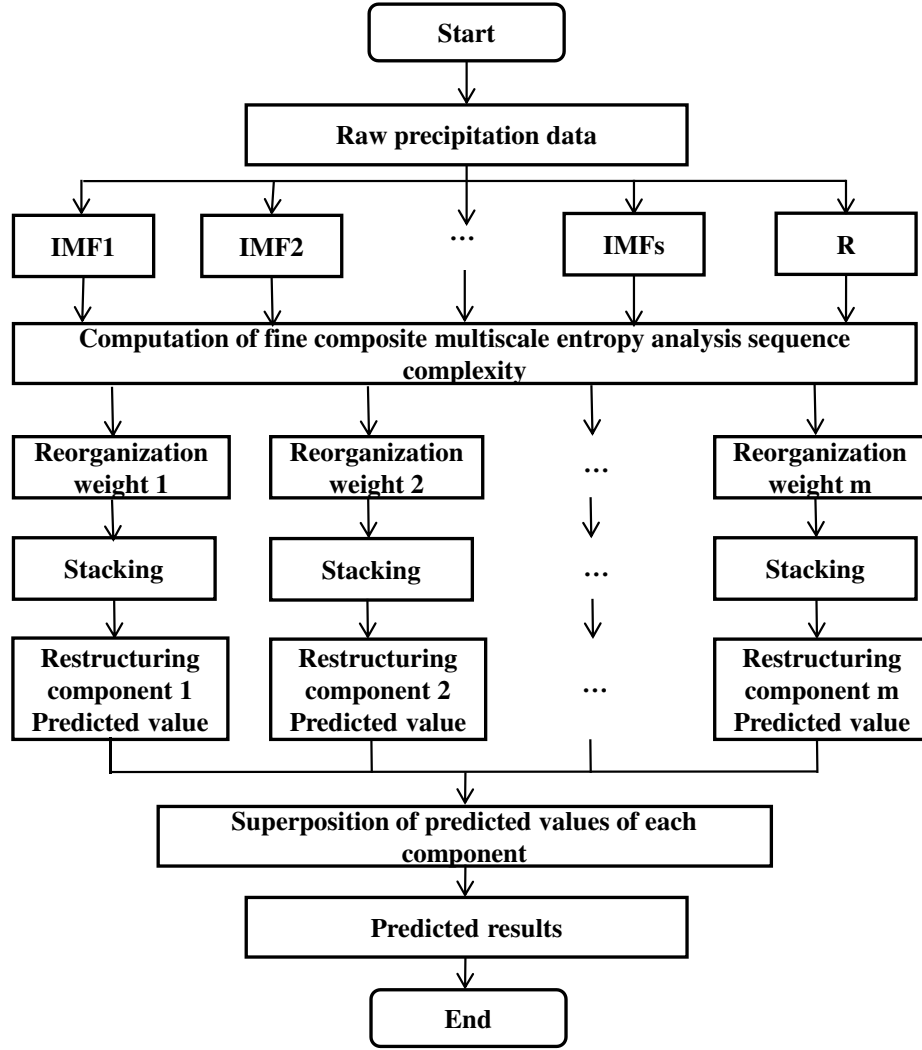 Start
Raw precipitation data
IMF1
IMF2
...
IMFs
R
Computation of fine composite multiscale entropy analysis sequence
complexity
Reorganization
weight 1
Reorganization
weight 2
...
Reorganization
weight m
Stacking
Stacking
...
Stacking
Restructuring
component 1
Predicted value
Restructuring
component 2
Predicted value
...
Restructuring
component m
Predicted value
Superposition of predicted values of each
component
Predicted results
End